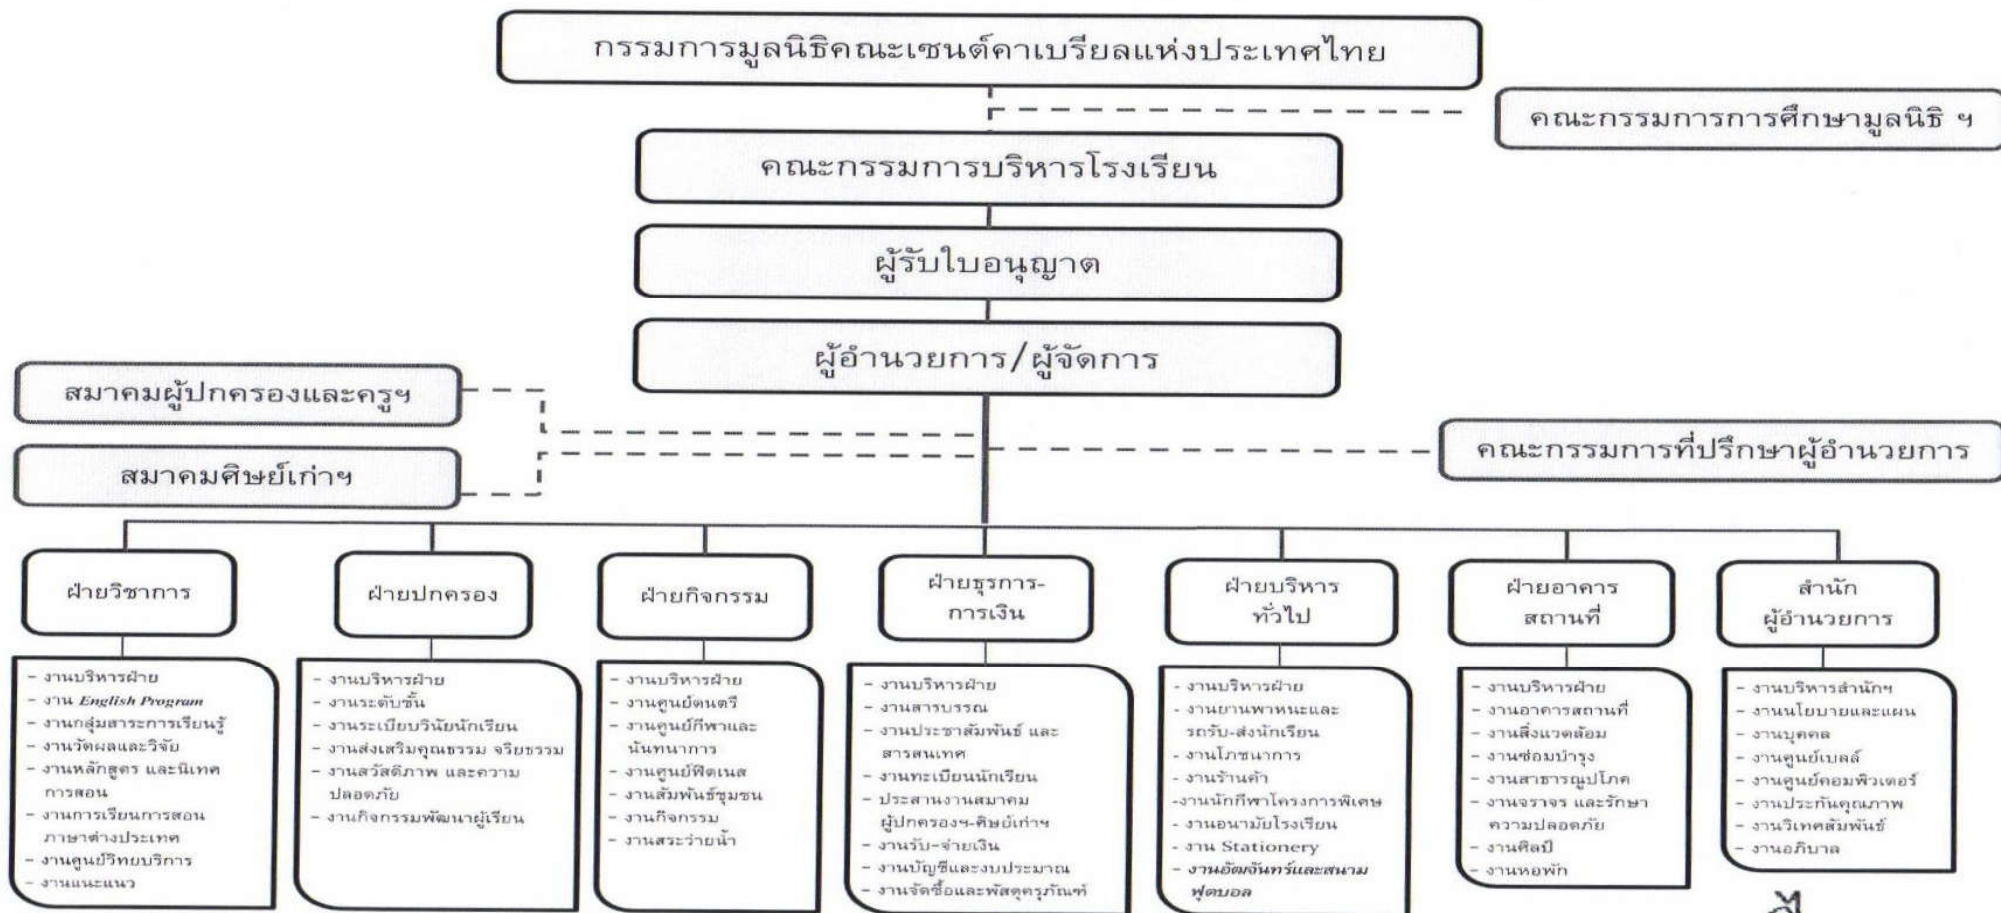 กรรมการมูลนิธิคณะเซนต์คาเบรียลแห่งประเทศไทย
คณะกรรมการการศึกษามูลนิธิ ฯ
คณะกรรมการบริหารโรงเรียน
ผู้รับใบอนุญาต
ผู้อำนวยการ/ผู้จัดการ
สมาคมผู้ปกครองและครูฯ
สมาคมศิษย์เก่าฯ
คณะกรรมการที่ปรึกษาผู้อำนวยการ
ฝ่ายวิชาการ
- งานบริหารฝ่าย
- งาน English Program
- งานกลุ่มสาระการเรียนรู้
- งานวัดผลและวิจัย
- งานหลักสูตร และนิเทศ
การสอน
- งานการเรียนการสอน
ภาษาต่างประเทศ
- งานศูนย์วิทยบริการ
- งานแนะแนว
ฝ่ายปกครอง
- งานบริหารฝ่าย
- งานระดับชั้น
- งานระเบียบวินัยนักเรียน
- งานส่งเสริมคุณธรรม จริยธรรม
- งานสวัสดิภาพ และความ
ปลอดภัย
- งานกิจกรรมพัฒนาผู้เรียน
ฝ่ายกิจกรรม
- งานบริหารฝ่าย
- งานศูนย์ดนตรี
- งานศูนย์กีฬาและ
นันทนาการ
- งานศูนย์ฟิตเนส
- งานสัมพันธ์ชุมชน
- งานกิจกรรม
- งานสระว่ายน้ำ
ฝ่ายธุรการ-
การเงิน
- งานบริหารฝ่าย
- งานสารบรรณ
- งานประชาสัมพันธ์ และ
สารสนเทศ
- งานทะเบียนนักเรียน
- ประสานงานสมาคม
ผู้ปกครองฯ-ศิษย์เก่าฯ
- งานรับ-จ่ายเงิน
- งานบัญชีและงบประมาณ
- งานจัดซื้อและพัสดุครุภัณฑ์
ฝ่ายบริหาร
ทั่วไป
- งานบริหารฝ่าย
- งานยานพาหนะและ
รถรับ-ส่งนักเรียน
- งานโภชนาการ
- งานร้านค้า
-งานนักกีฬาโครงการพิเศษ
- งานอนามัยโรงเรียน
- งาน Stationery
- งานอัฒจันทร์และสนาม
ฟุตบอล
ฝ่ายอาคาร
สถานที่
- งานบริหารฝ่าย
- งานอาคารสถานที่
- งานสิ่งแวดล้อม
- งานซ่อมบำรุง
- งานสาธารณูปโภค
- งานจราจร และรักษา
ความปลอดภัย
- งานศิลป์
- งานหอพัก
สำนัก
ผู้อำนวยการ
- งานบริหารสำนักฯ
- งานนโยบายและแผน
- งานบุคคล
- งานศูนย์เบลล์
- งานศูนย์คอมพิวเตอร์
- งานประกันคุณภาพ
- งานวิเทศสัมพันธ์
- งานอภิบาล